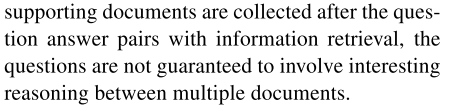 supporting documents are collected after the ques-
tion answer pairs with information retrieval, the
questions are not guaranteed to involve interesting
reasoning between multiple documents.